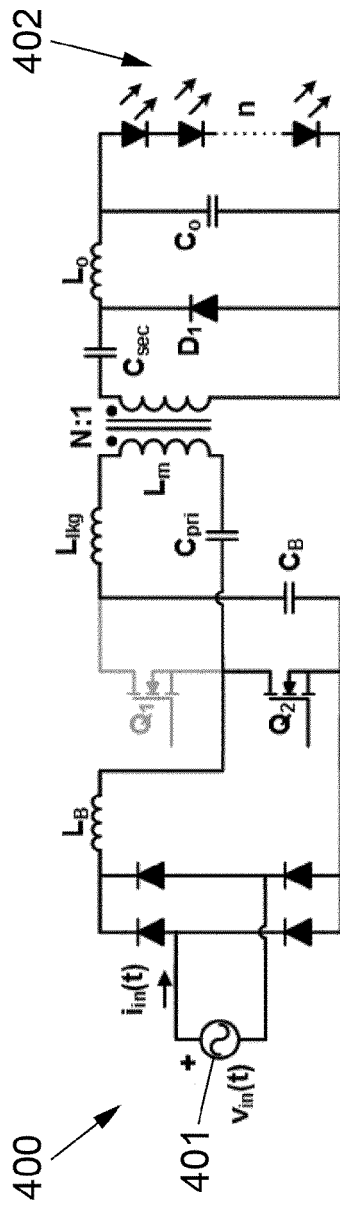 400
401
402
v_in(t)
+
i_in(t)
L_B
Q_1
Q_2
C_B
L_lkg
C_pri
L_m
N:1
C_sec
D_1
L_o
C_o
n